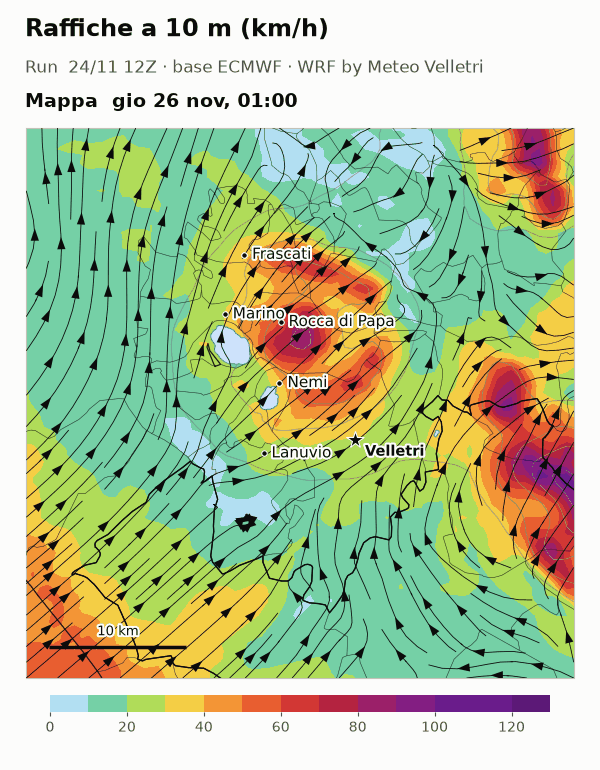 Raffiche a 10 m (km/h)
Run  24/11 12Z · base ECMWF · WRF by Meteo Velletri
Mappa  gio 26 nov, 01:00
Frascati
Marino
Rocca di Papa
Nemi
Velletri
Lanuvio
10 km
0 20 40 60 80 100 120